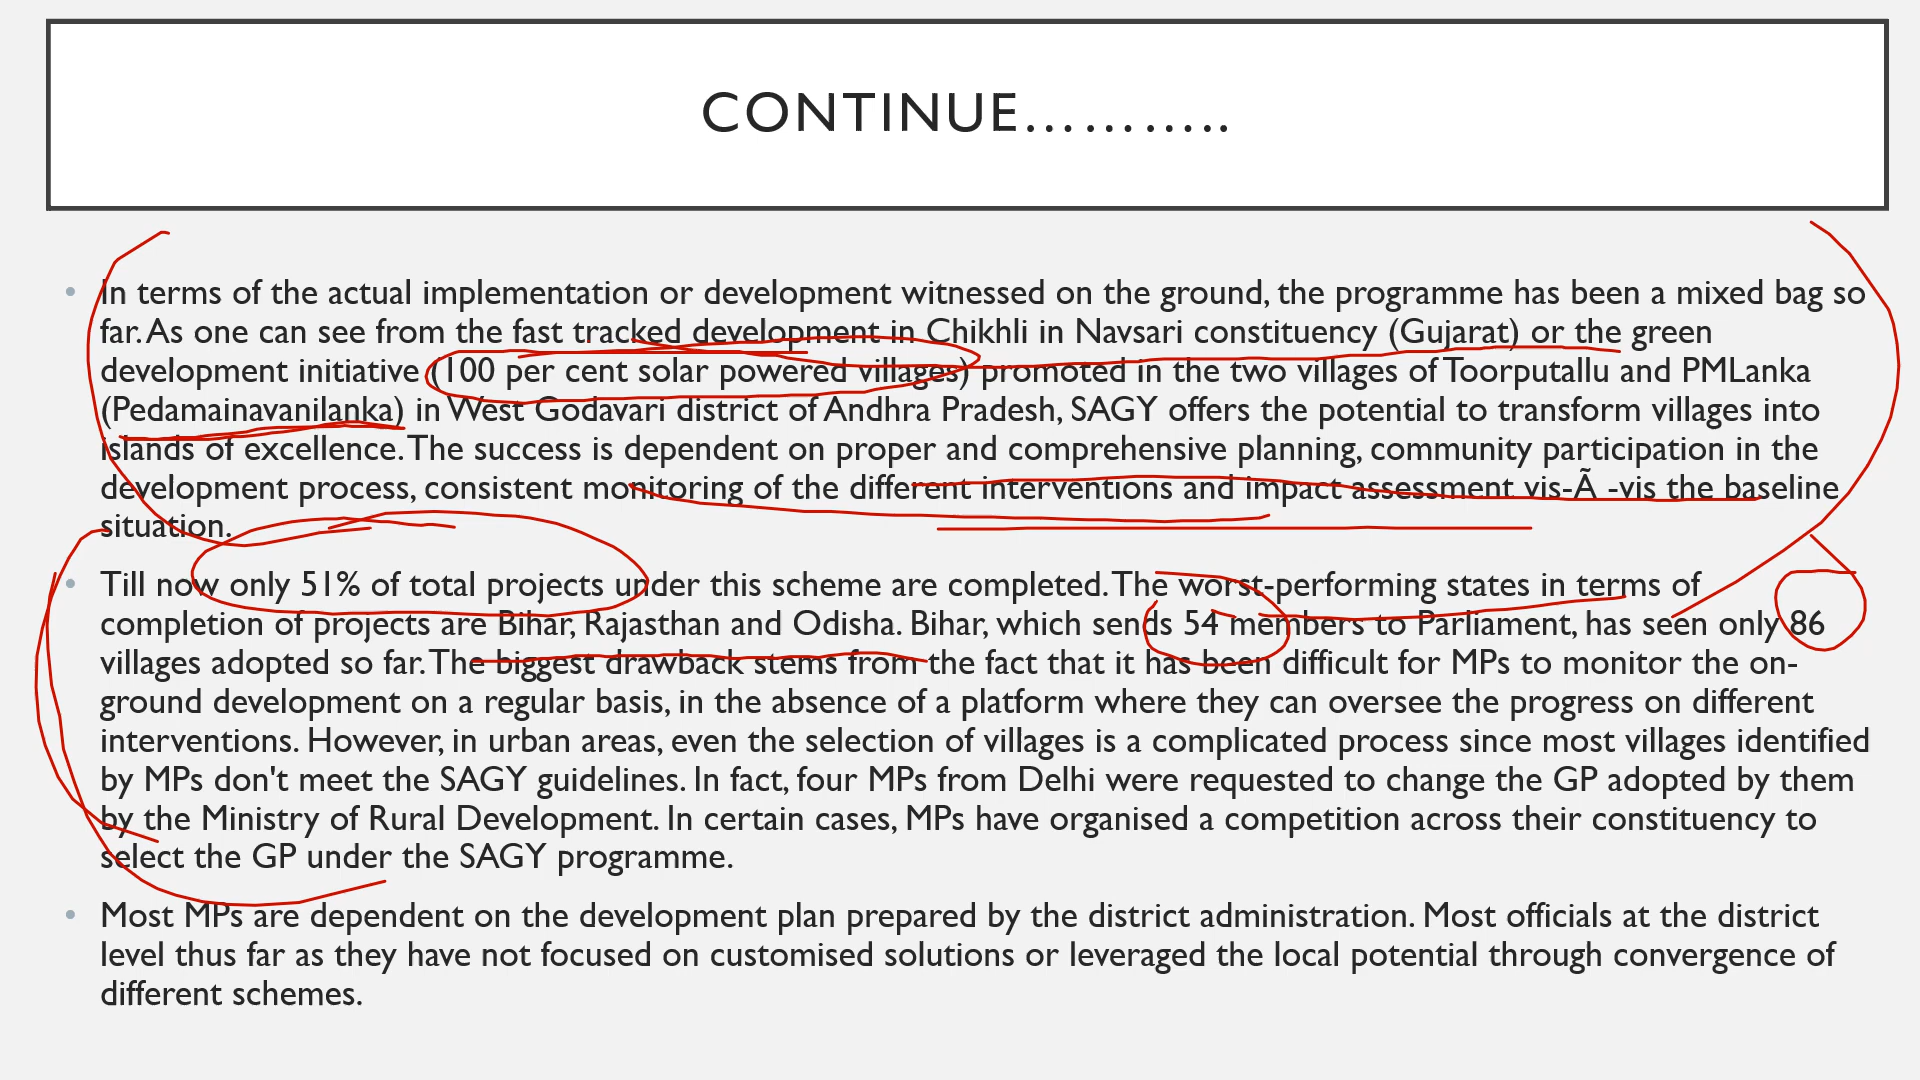 CONTINUE………..
• In terms of the actual implementation or development witnessed on the ground, the programme has been a mixed bag so
far. As one can see from the fast tracked development in Chikhli in Navsari constituency (Gujarat) or the green
development initiative (100 per cent solar powered villages) promoted in the two villages of Toorputallu and PMLanka
(Pedamainavanilanka) in West Godavari district of Andhra Pradesh, SAGY offers the potential to transform villages into
islands of excellence. The success is dependent on proper and comprehensive planning, community participation in the
development process, consistent monitoring of the different interventions and impact assessment vis-Ã -vis the baseline
situation.
• Till now only 51% of total projects under this scheme are completed. The worst-performing states in terms of
completion of projects are Bihar, Rajasthan and Odisha. Bihar, which sends 54 members to Parliament, has seen only 86
villages adopted so far. The biggest drawback stems from the fact that it has been difficult for MPs to monitor the on-
ground development on a regular basis, in the absence of a platform where they can oversee the progress on different
interventions. However, in urban areas, even the selection of villages is a complicated process since most villages identified
by MPs don't meet the SAGY guidelines. In fact, four MPs from Delhi were requested to change the GP adopted by them
by the Ministry of Rural Development. In certain cases, MPs have organised a competition across their constituency to
select the GP under the SAGY programme.
• Most MPs are dependent on the development plan prepared by the district administration. Most officials at the district
level thus far as they have not focused on customised solutions or leveraged the local potential through convergence of
different schemes.